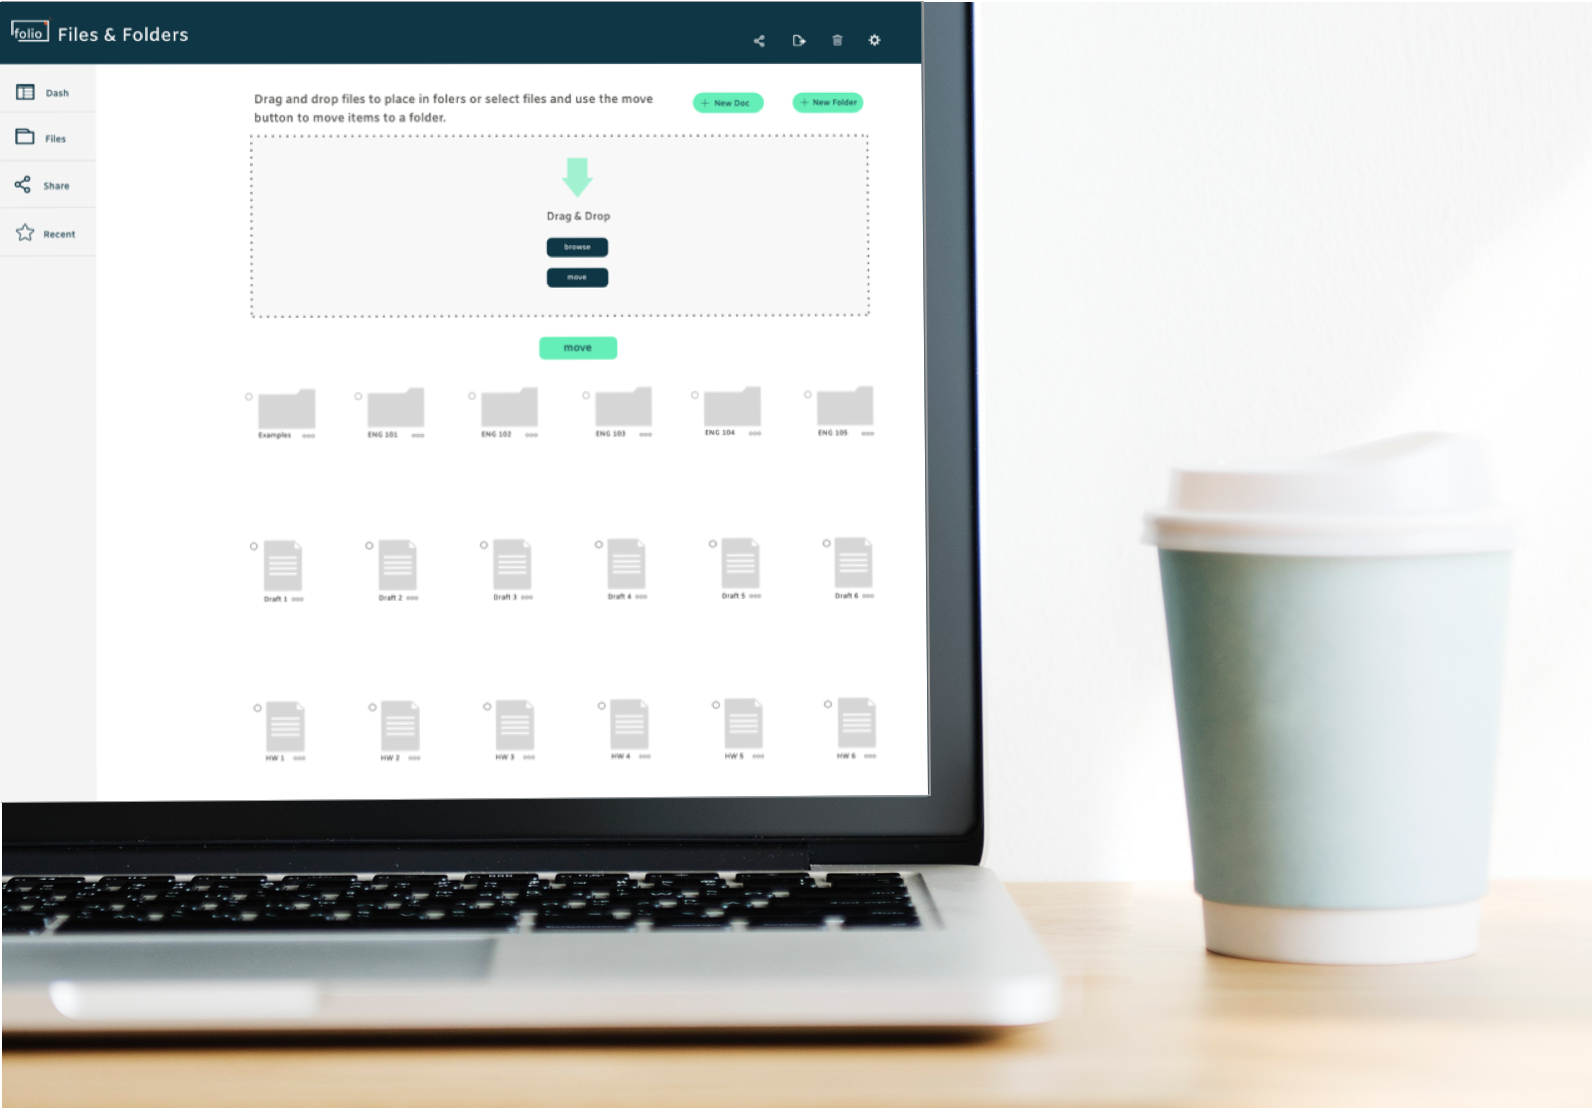 folio Files & Folders
Dash
Files
Share
Recent
Drag and drop files to place in folers or select files and use the move
button to move items to a folder.
+ New Doc
+ New Folder
Drag & Drop
browse
move
move
Examples
ENG 101
ENG 102
ENG 103
ENG 104
ENG 105
Draft 1
Draft 2
Draft 3
Draft 4
Draft 5
Draft 6
HW 1
HW 2
HW 3
HW 4
HW 5
HW 6